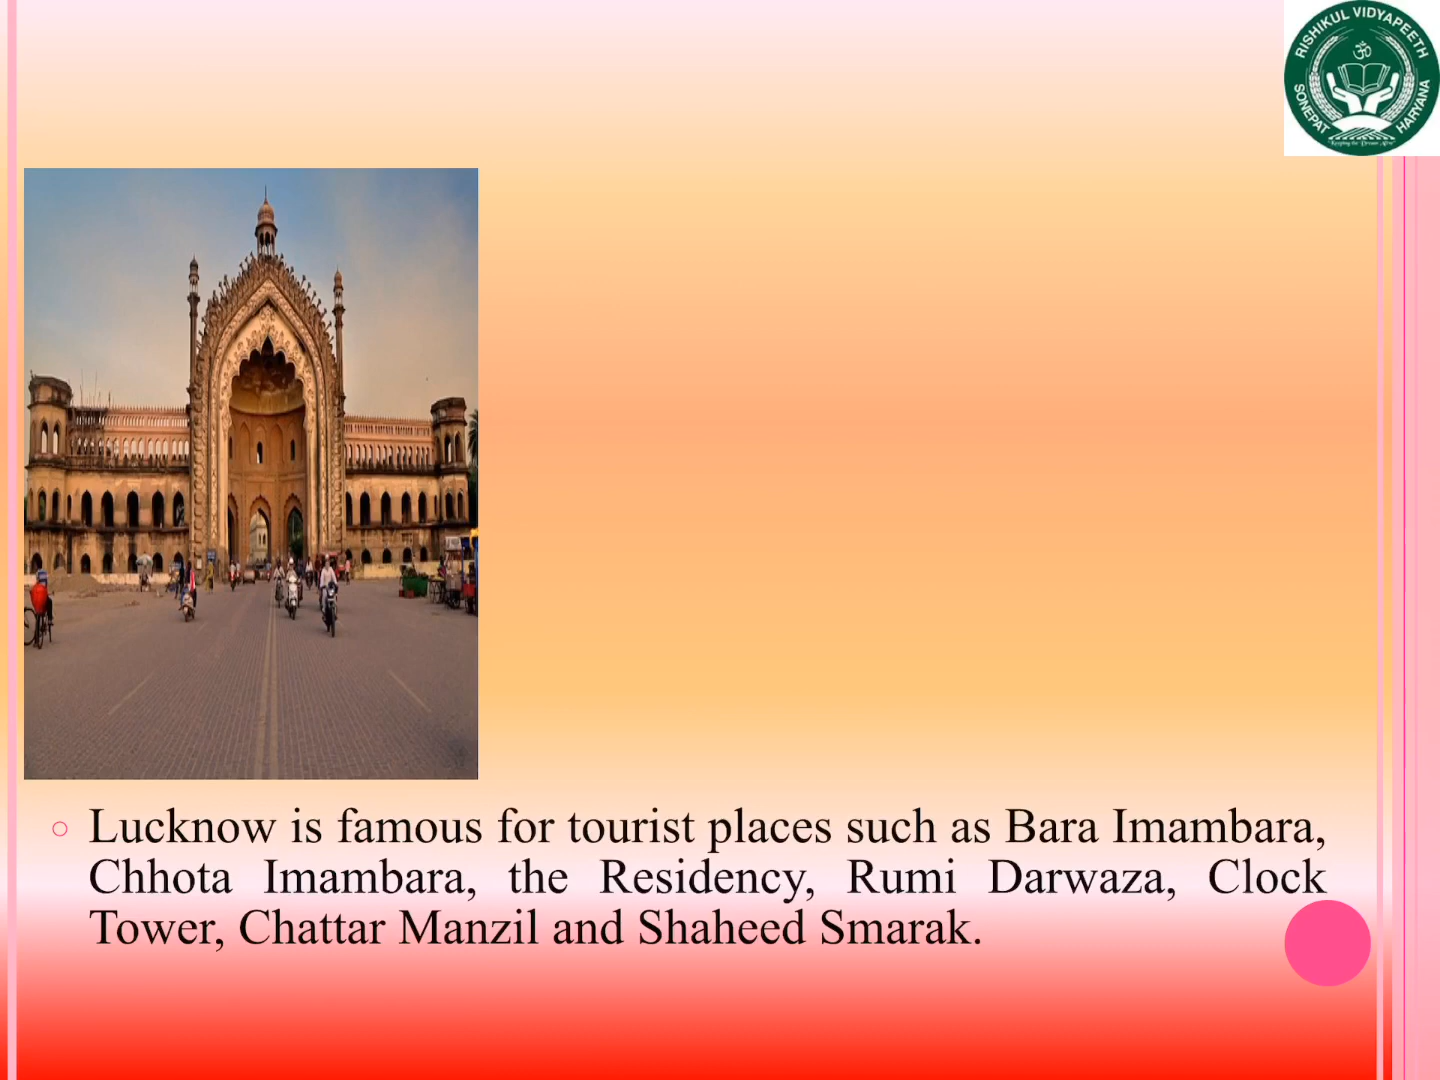 RISHIKUL VIDYAPEETH
SONEPAT HARYANA
Lucknow is famous for tourist places such as Bara Imambara,
Chhota Imambara, the Residency, Rumi Darwaza, Clock
Tower, Chattar Manzil and Shaheed Smarak.